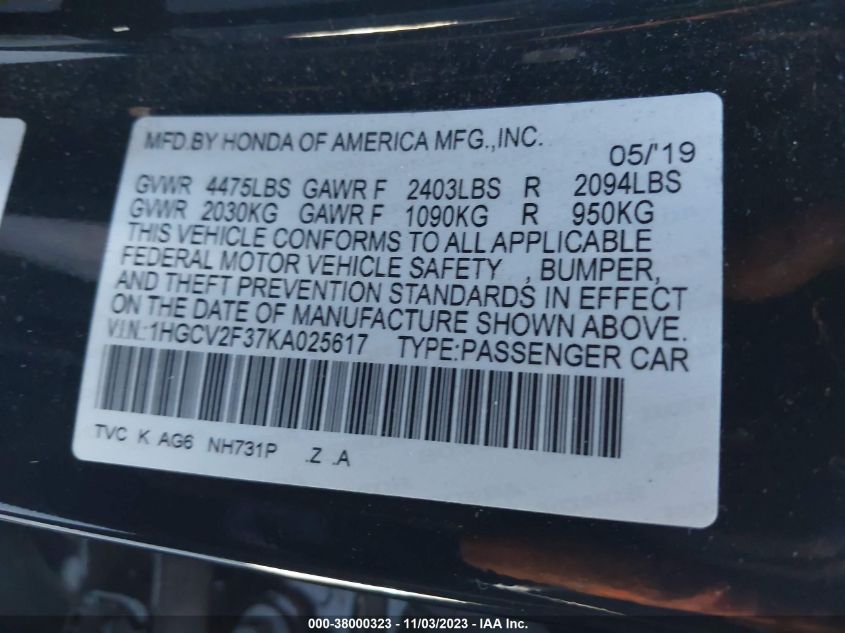 MFD.BY HONDA OF AMERICA MFG.,INC. 05/'19
GVWR 4475LBS GAWR F 2403LBS R 2094LBS
GVWR 2030KG GAWR F 1090KG R 950KG
THIS VEHICLE CONFORMS TO ALL APPLICABLE
FEDERAL MOTOR VEHICLE SAFETY , BUMPER,
AND THEFT PREVENTION STANDARDS IN EFFECT
ON THE DATE OF MANUFACTURE SHOWN ABOVE.
V.I.N.:1HGCV2F37KA025617 TYPE:PASSENGER CAR
TVC K AG6 NH731P .Z .A
000-38000323 - 11/03/2023 - IAA Inc.